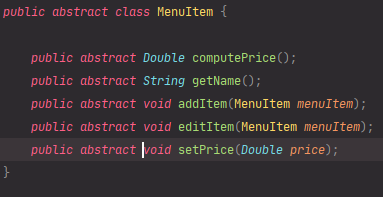 public abstract class MenuItem {
public abstract Double computePrice();
public abstract String getName();
public abstract void addItem(MenuItem menuItem);
public abstract void editItem(MenuItem menuItem);
public abstract void setPrice(Double price);
}